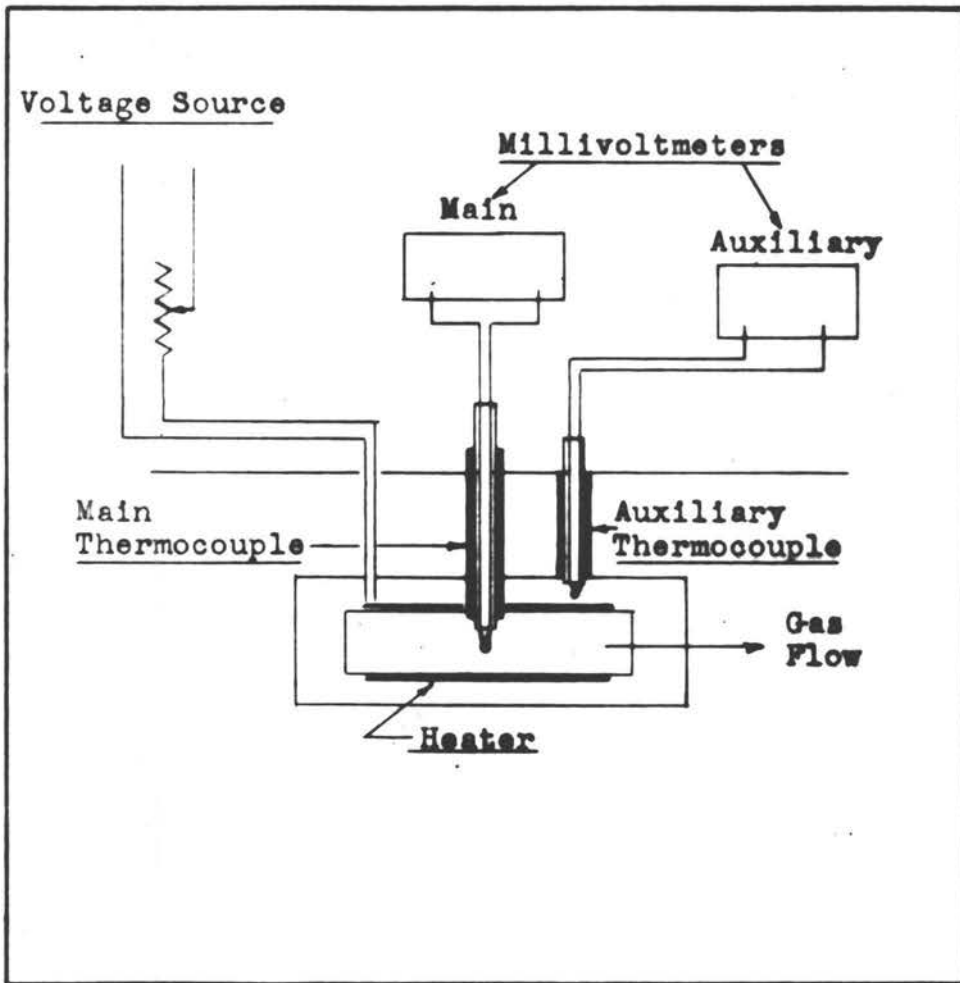 Voltage Source
Millivoltmeters
Main
Auxiliary
Main
Thermocouple
Auxiliary
Thermocouple
Gas
Flow
Heater